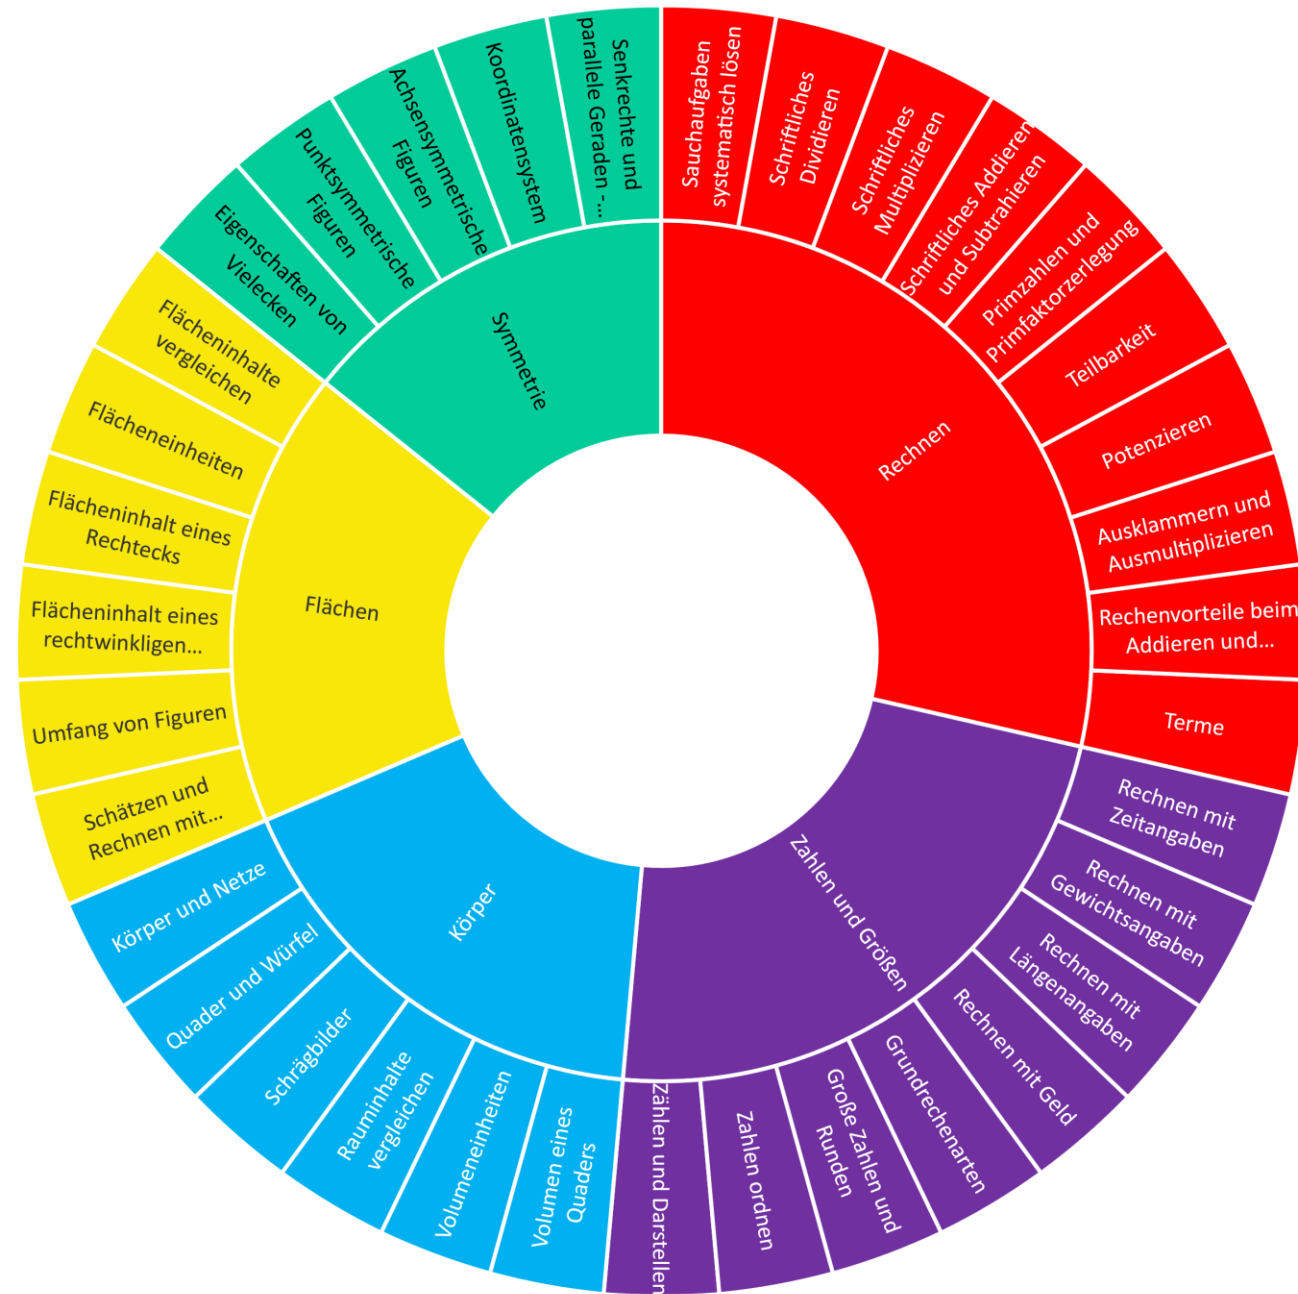 Rechnen
Sauchaufgaben
systematisch lösen
Schriftliches
Dividieren
Schriftliches
Multiplizieren
Schriftliches Addieren
und Subtrahieren
Primzahlen und
Primfaktorzerlegung
Teilbarkeit
Potenzieren
Ausklammern und
Ausmultiplizieren
Rechenvorteile beim
Addieren und...
Terme
Zahlen und Größen
Rechnen mit
Zeitangaben
Rechnen mit
Gewichtsangaben
Rechnen mit
Längenangaben
Rechnen mit Geld
Grundrechenarten
Große Zahlen und
Runden
Zahlen ordnen
Zählen und Darstellen
Körper
Volumen eines
Quaders
Volumeneinheiten
Rauminhalte
vergleichen
Schrägbilder
Quader und Würfel
Körper und Netze
Flächen
Schätzen und
Rechnen mit...
Umfang von Figuren
Flächeninhalt eines
rechtwinkligen...
Flächeninhalt eines
Rechtecks
Flächeneinheiten
Flächeninhalte
vergleichen
Symmetrie
Eigenschaften von
Vielecken
Punktsymmetrische
Figuren
Achsensymmetrische
Figuren
Koordinatensystem
Senkrechte und
parallele Geraden -...